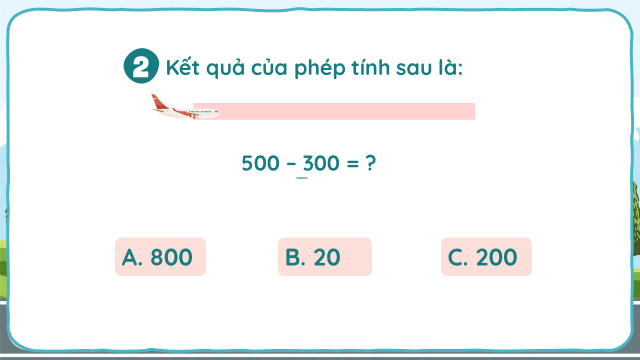 2 Kết quả của phép tính sau là:
500 – 300 = ?
A. 800
B. 20
C. 200